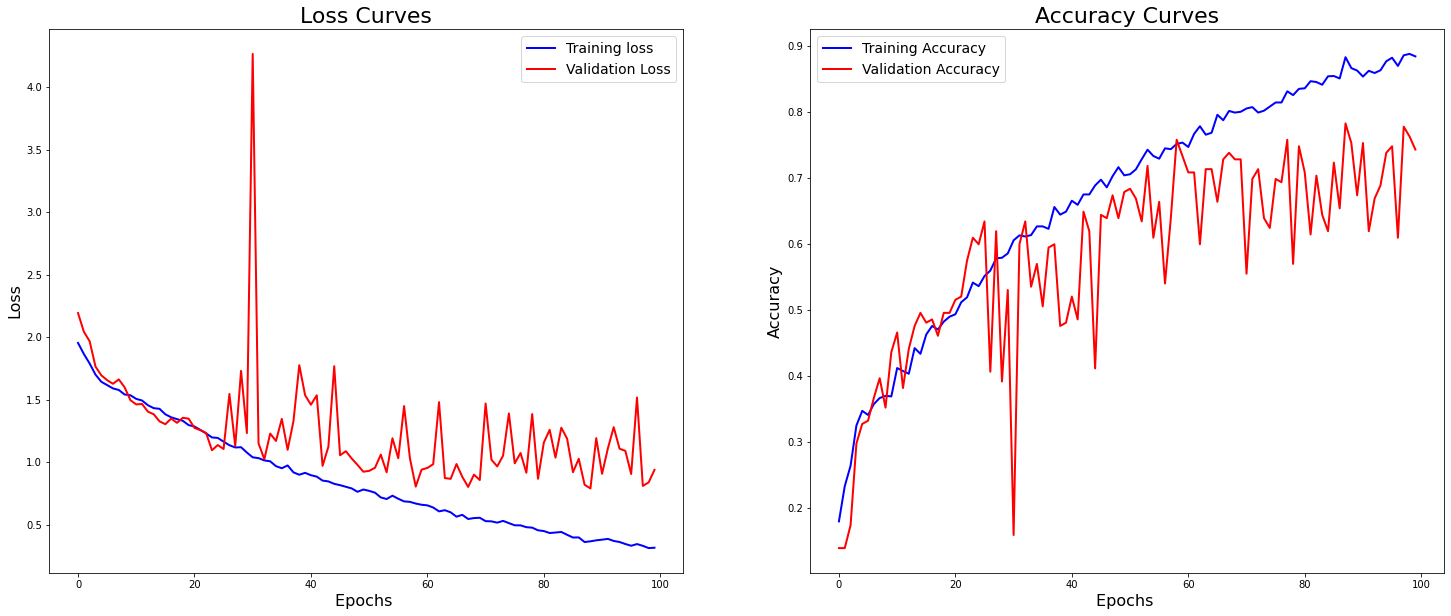 Loss Curves
Training loss
Validation Loss
4.0
3.5
3.0
2.5
2.0
1.5
1.0
0.5
Loss
0 20 40 60 80 100
Epochs
Accuracy Curves
Training Accuracy
Validation Accuracy
0.9
0.8
0.7
0.6
0.5
0.4
0.3
0.2
Accuracy
0 20 40 60 80 100
Epochs